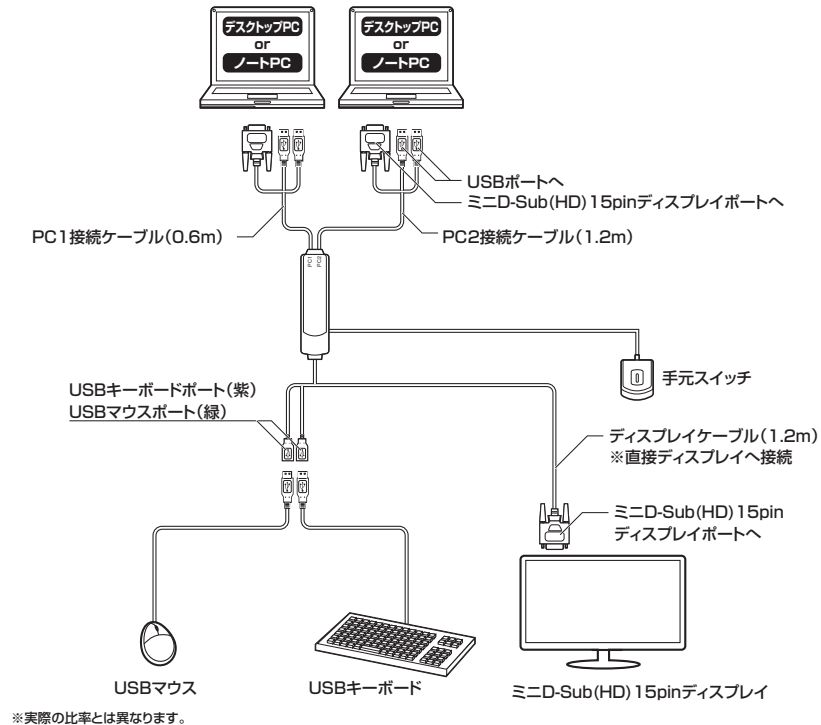 デスクトップPC
or
ノートPC
デスクトップPC
or
ノートPC
USBポートへ
ミニD-Sub(HD)15pinディスプレイポートへ
PC1接続ケーブル(0.6m)
PC2接続ケーブル(1.2m)
PC1
PC2
手元スイッチ
USBキーボードポート(紫)
USBマウスポート(緑)
ディスプレイケーブル(1.2m)
※直接ディスプレイへ接続
ミニD-Sub(HD)15pin
ディスプレイポートへ
USBマウス
USBキーボード
ミニD-Sub(HD)15pinディスプレイ
※実際の比率とは異なります。